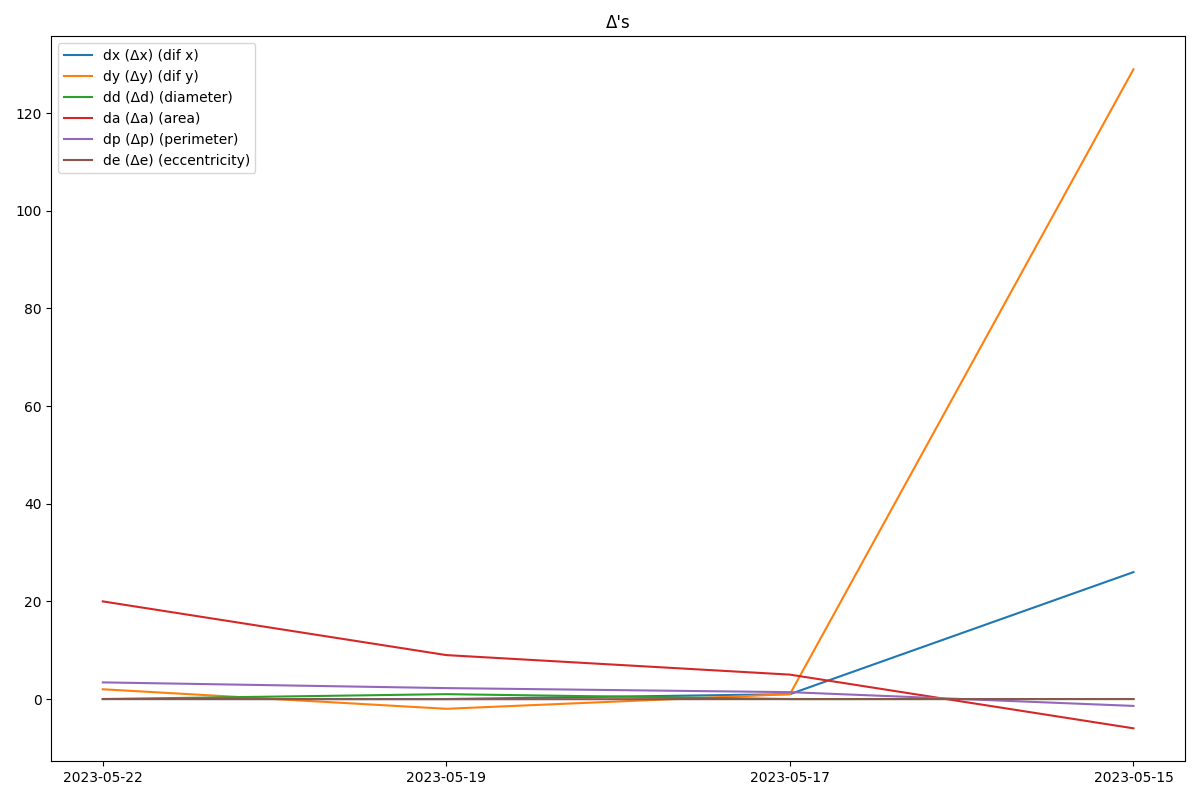 Δ's
dx (Δx) (dif x)
dy (Δy) (dif y)
dd (Δd) (diameter)
da (Δa) (area)
dp (Δp) (perimeter)
de (Δe) (eccentricity)
120
100
80
60
40
20
0
2023-05-22 2023-05-19 2023-05-17 2023-05-15